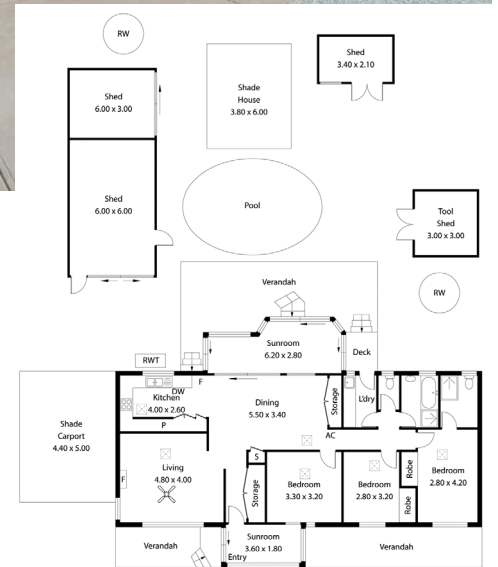 RW
Shed
3.40 x 2.10
Shed
6.00 x 3.00
Shade
House
3.80 x 6.00
Shed
6.00 x 6.00
Pool
Tool
Shed
3.00 x 3.00
RW
Verandah
Sunroom
6.20 x 2.80
Deck
RWT
F
DW
Kitchen
4.00 x 2.60
P
Dining
5.50 x 3.40
Storage
L'dry
AC
Shade
Carport
4.40 x 5.00
Living
4.80 x 4.00
F
S
Storage
Bedroom
3.30 x 3.20
Bedroom
2.80 x 3.20
Robe
Robe
Bedroom
2.80 x 4.20
Verandah
Entry
Sunroom
3.60 x 1.80
Verandah